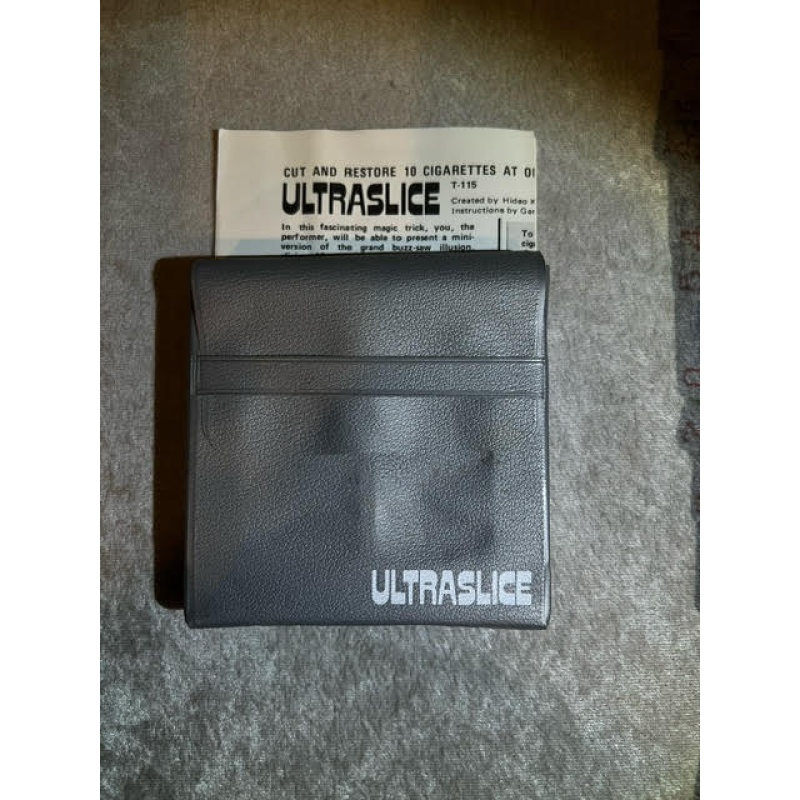 CUT AND RESTORE 10 CIGARETTES AT
ULTRASLICE
T-115
Created by Hideo
Instructions by
In this fascinating magic trick, you, the
performer, will be able to present a mini-
version of the grand buzz-saw illusion,
To
ULTRASLICE